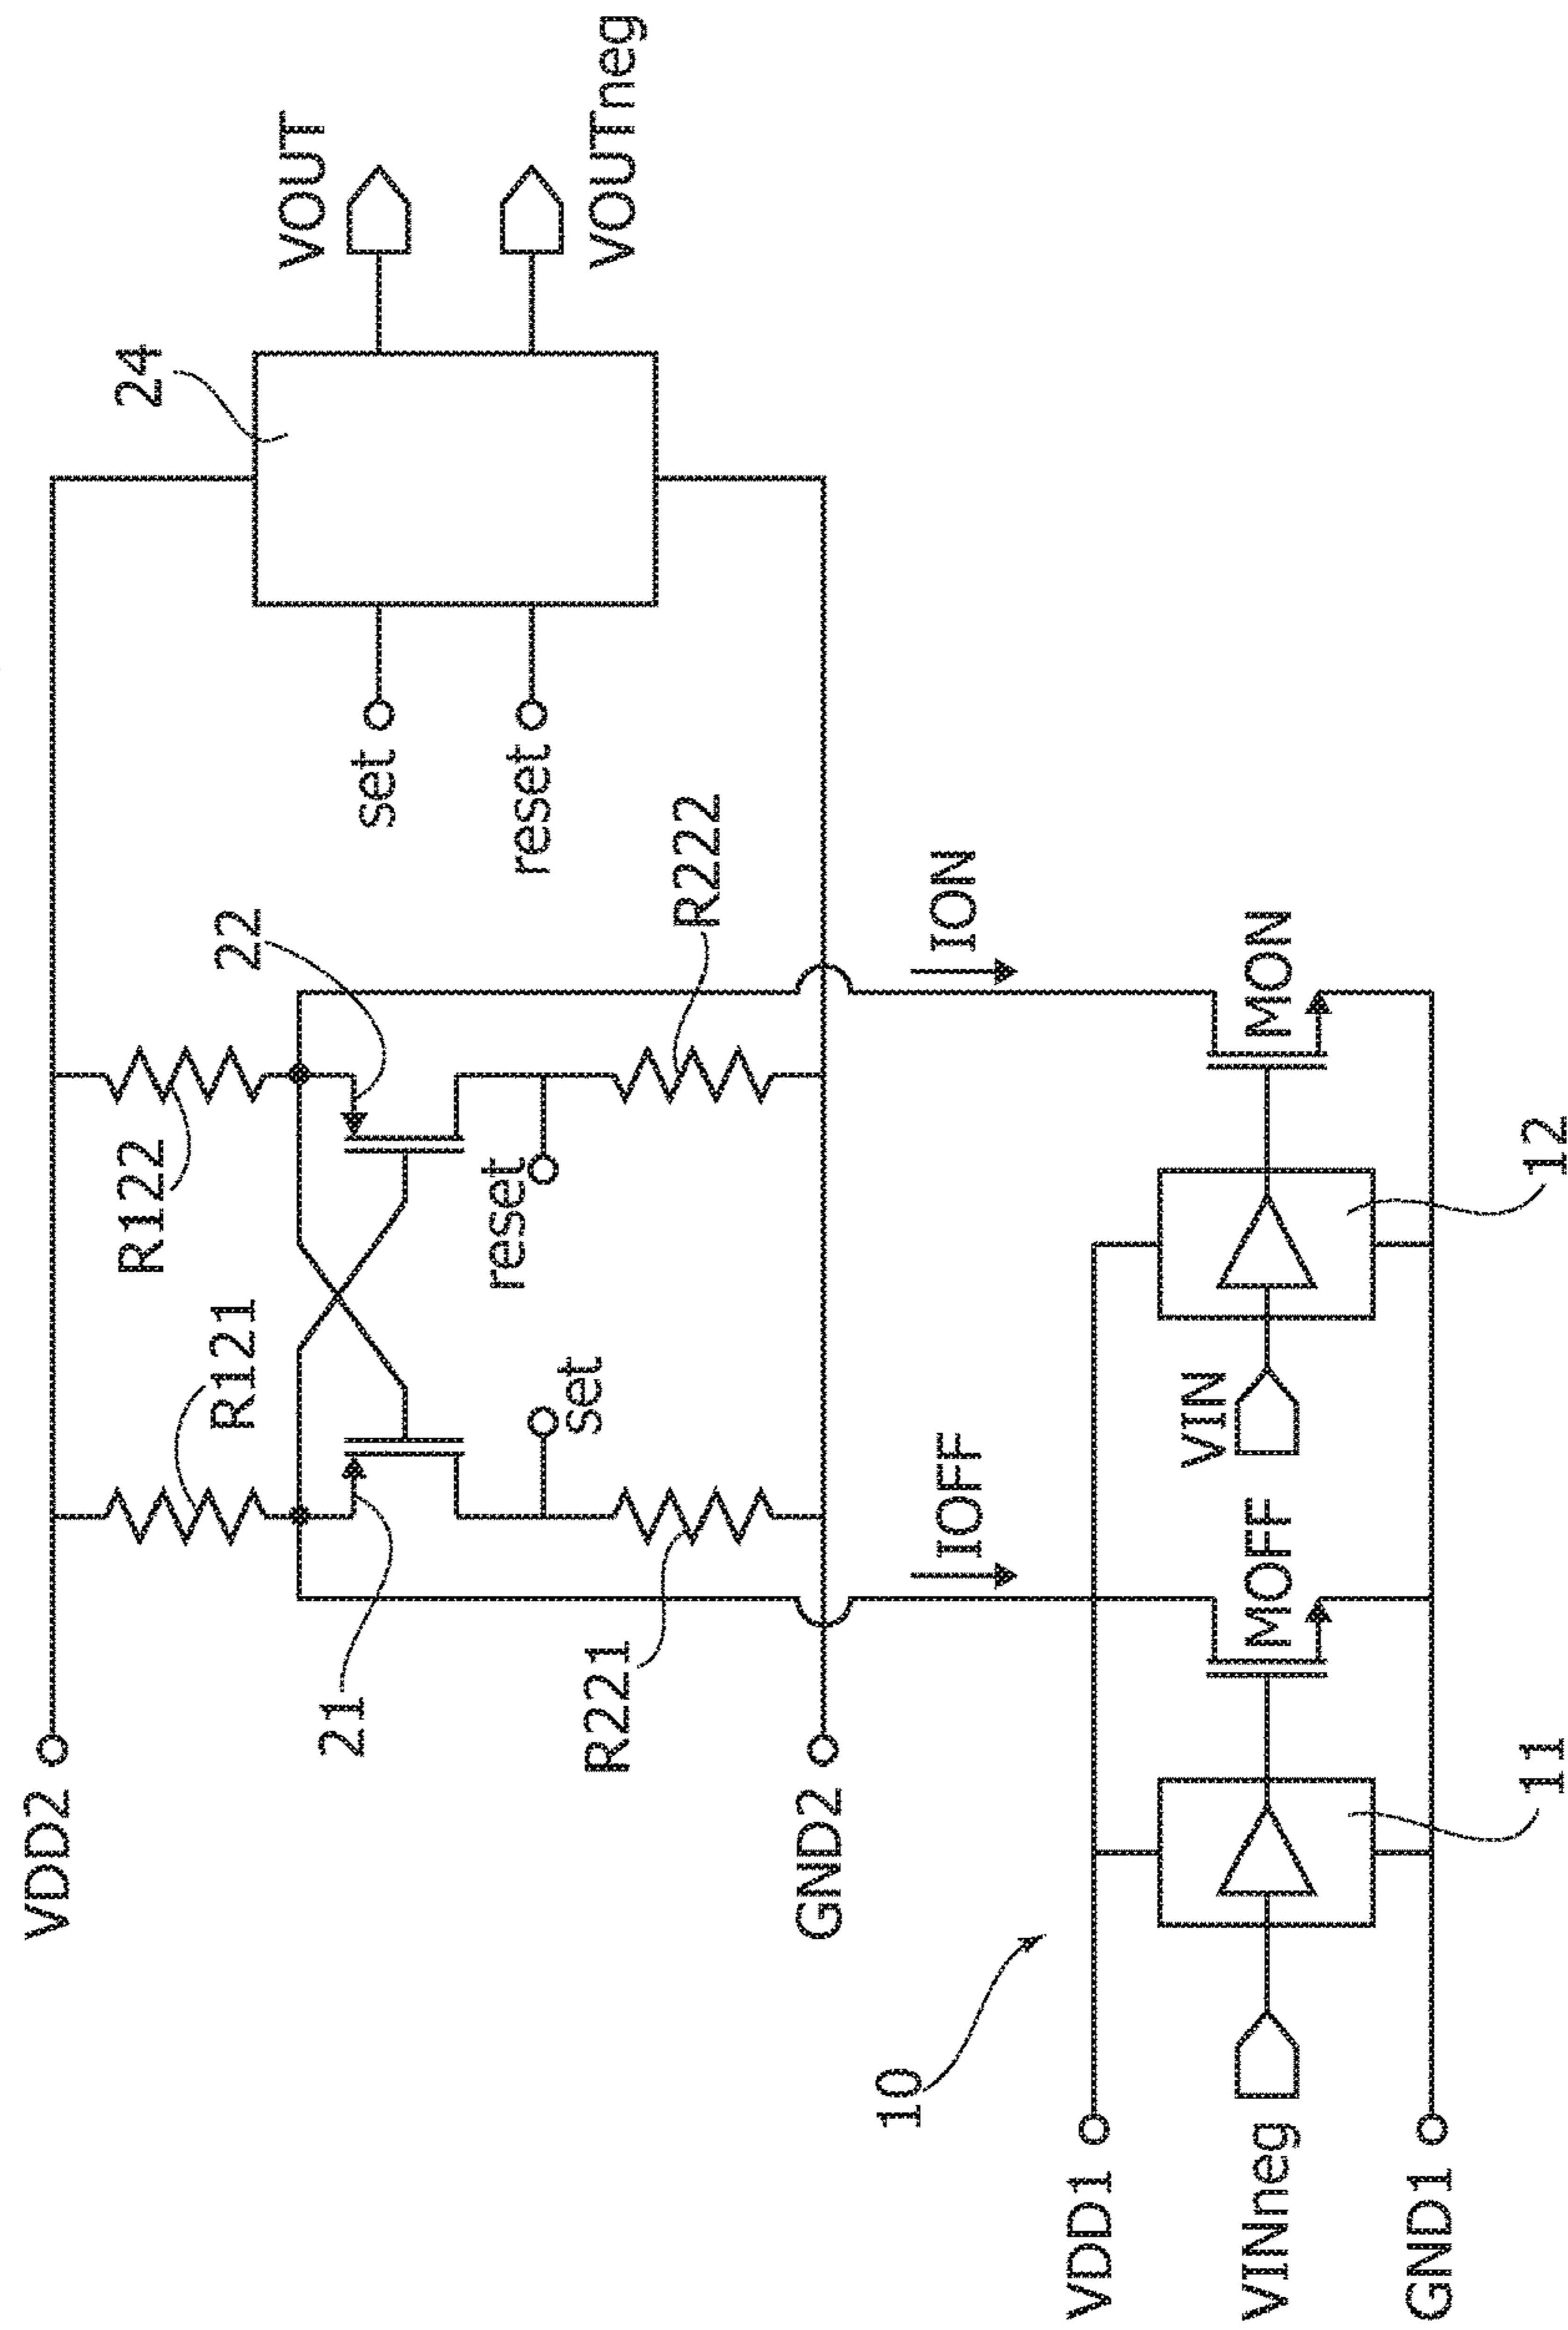 VDD2
R121
R122
24
VOUT
VOUTneg
21
22
set
reset
set
reset
R221
R222
GND2
10
IOFF
ION
VDD1
VINneg
MOFF
VIN
MON
GND1
11
12